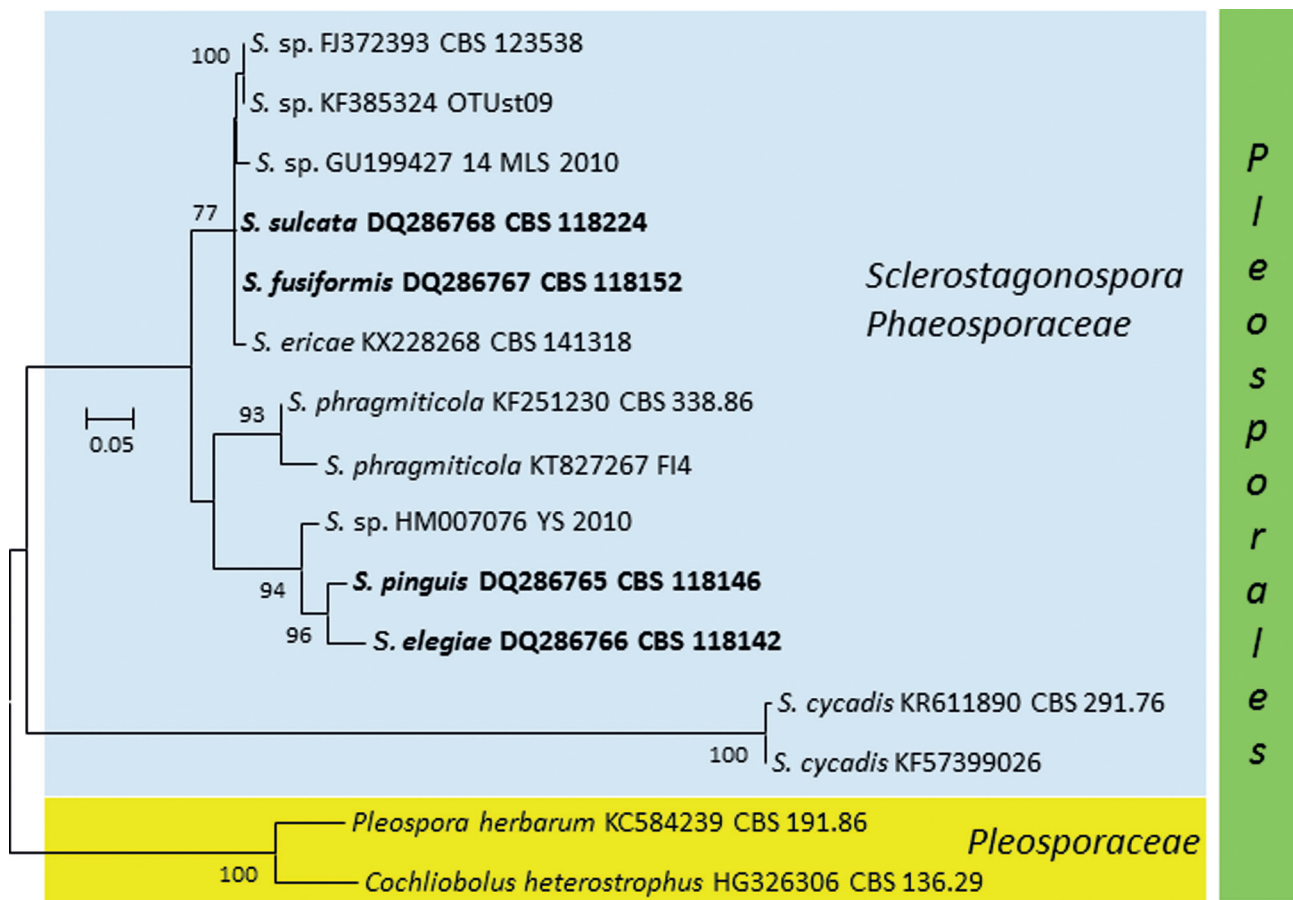 100
S. sp. FJ372393 CBS 123538
S. sp. KF385324 OTUst09
S. sp. GU199427 14 MLS 2010
77
S. sulcata DQ286768 CBS 118224
S. fusiformis DQ286767 CBS 118152
S. ericae KX228268 CBS 141318
Sclerostagonospora
Phaeosporaceae
93
S. phragmiticola KF251230 CBS 338.86
0.05
S. phragmiticola KT827267 FI4
S. sp. HM007076 YS 2010
94
S. pinguis DQ286765 CBS 118146
96
S. elegiae DQ286766 CBS 118142
S. cycadis KR611890 CBS 291.76
100
S. cycadis KF57399026
Pleospora herbarum KC584239 CBS 191.86
Pleosporaceae
100
Cochliobolus heterostrophus HG326306 CBS 136.29
Pleosporales